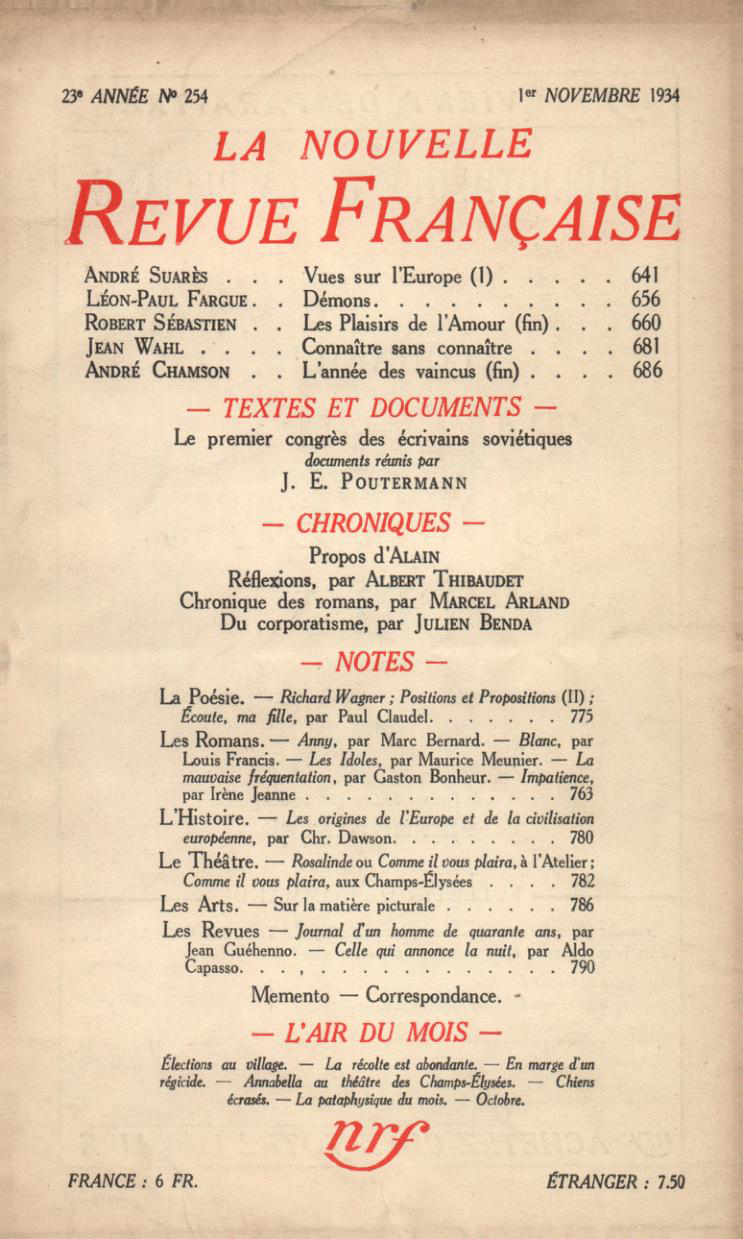 23e ANNÉE No 254
1er NOVEMBRE 1934
LA NOUVELLE
REVUE FRANÇAISE
ANDRÉ SUARÈS . . . Vues sur l'Europe (1) . . . . . 641
LÉON-PAUL FARGUE . . Démons. . . . . . . . . . 656
ROBERT SÉBASTIEN . . Les Plaisirs de l'Amour (fin) . . . 660
JEAN WAHL . . . . Connaître sans connaître . . . . 681
ANDRÉ CHAMSON . . L'année des vaincus (fin) . . . . 686
— TEXTES ET DOCUMENTS —
Le premier congrès des écrivains soviétiques
documents réunis par
J. E. POUTERMANN
— CHRONIQUES —
Propos d'ALAIN
Réflexions, par ALBERT THIBAUDET
Chronique des romans, par MARCEL ARLAND
Du corporatisme, par JULIEN BENDA
— NOTES —
La Poésie. — Richard Wagner ; Positions et Propositions (II) ;
Écoute, ma fille, par Paul Claudel. . . . . . . 775
Les Romans. — Anny, par Marc Bernard. — Blanc, par
Louis Francis. — Les Idoles, par Maurice Meunier. — La
mauvaise fréquentation, par Gaston Bonheur. — Impatience,
par Irène Jeanne . . . . . . . . . . . . . 763
L'Histoire. — Les origines de l'Europe et de la civilisation
européenne, par Chr. Dawson. . . . . . . . . 780
Le Théâtre. — Rosalinde ou Comme il vous plaira, à l'Atelier ;
Comme il vous plaira, aux Champs-Élysées . . . . 782
Les Arts. — Sur la matière picturale . . . . . . 786
Les Revues — Journal d'un homme de quarante ans, par
Jean Guéhenno. — Celle qui annonce la nuit, par Aldo
Capasso. . . , . . . . . . . . . . . . . 790
Memento — Correspondance.
— L'AIR DU MOIS —
Élections au village. — La récolte est abondante. — En marge d'un
régicide. — Annabella au théâtre des Champs-Élysées. — Chiens
écrasés. — La pataphysique du mois. — Octobre.
nrf
FRANCE : 6 FR.
ÉTRANGER : 7.50